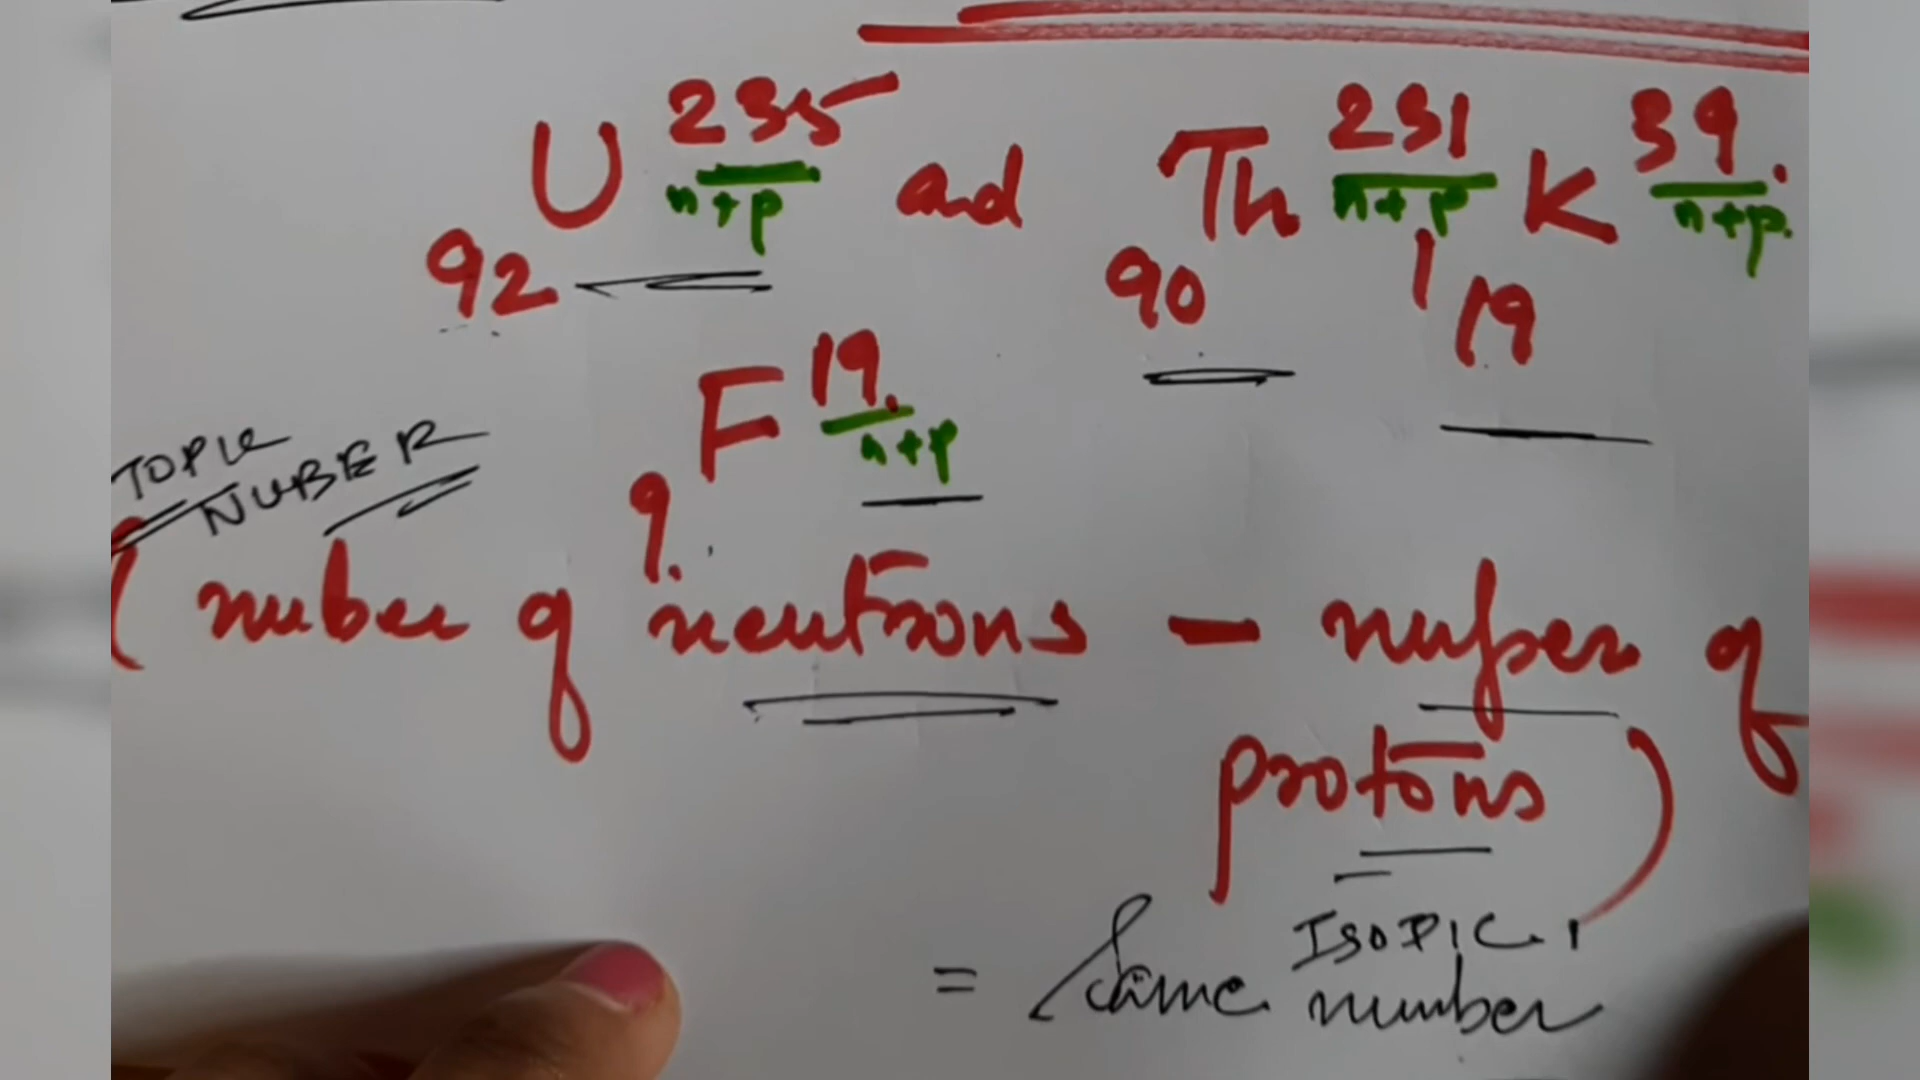 92 U 235 n+p and 90 Th 231 n+p , 19 K 39. n+p.
9. F 19. n+p
TOPIC
NUBER
( nuber of neutrons - nuber of
protons )
ISOPIC
= same number